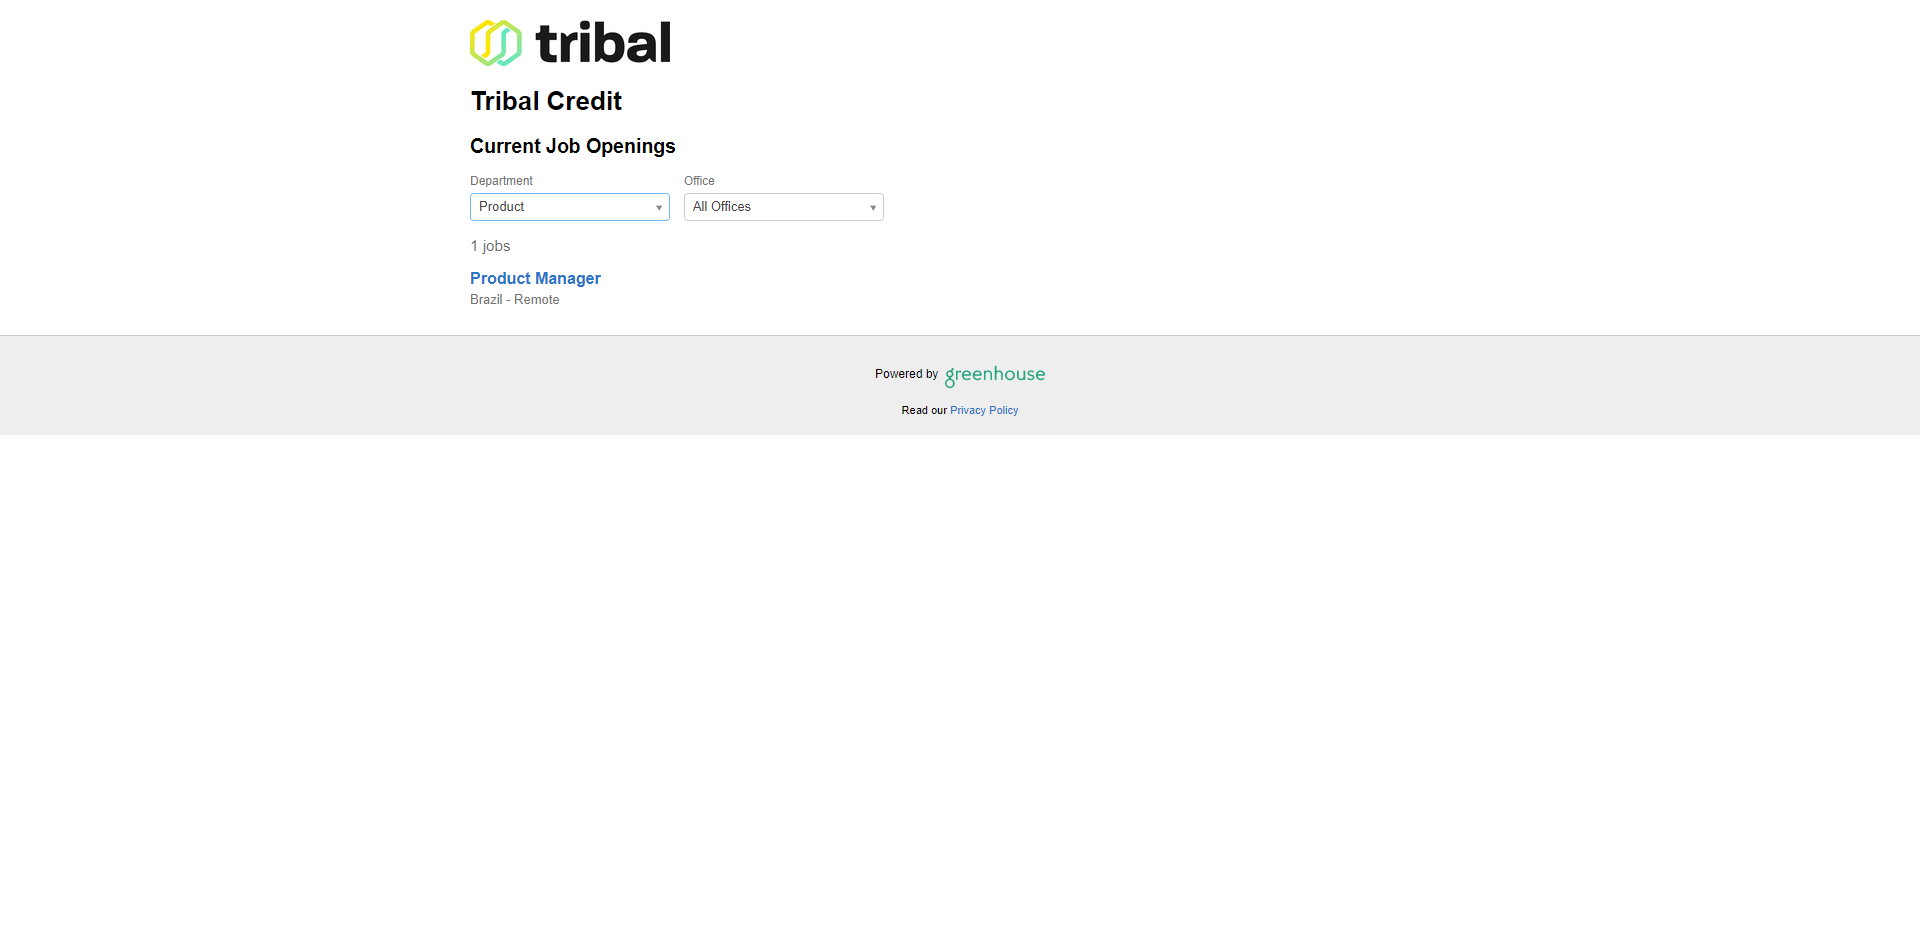 tribal
Tribal Credit
Current Job Openings
Department
Office
Product
All Offices
1 jobs
Product Manager
Brazil - Remote
Powered by greenhouse
Read our Privacy Policy